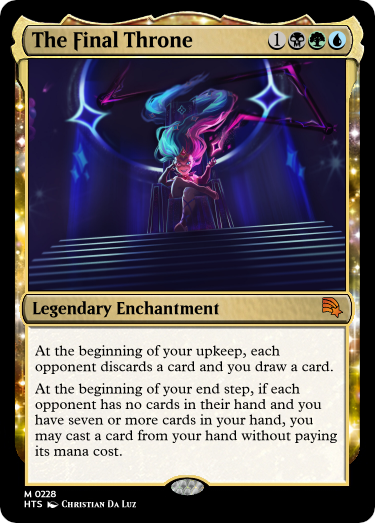 The Final Throne 1
Legendary Enchantment
At the beginning of your upkeep, each
opponent discards a card and you draw a card.
At the beginning of your end step, if each
opponent has no cards in their hand and you
have seven or more cards in your hand, you
may cast a card from your hand without paying
its mana cost.
M 0228
HTS Christian Da Luz